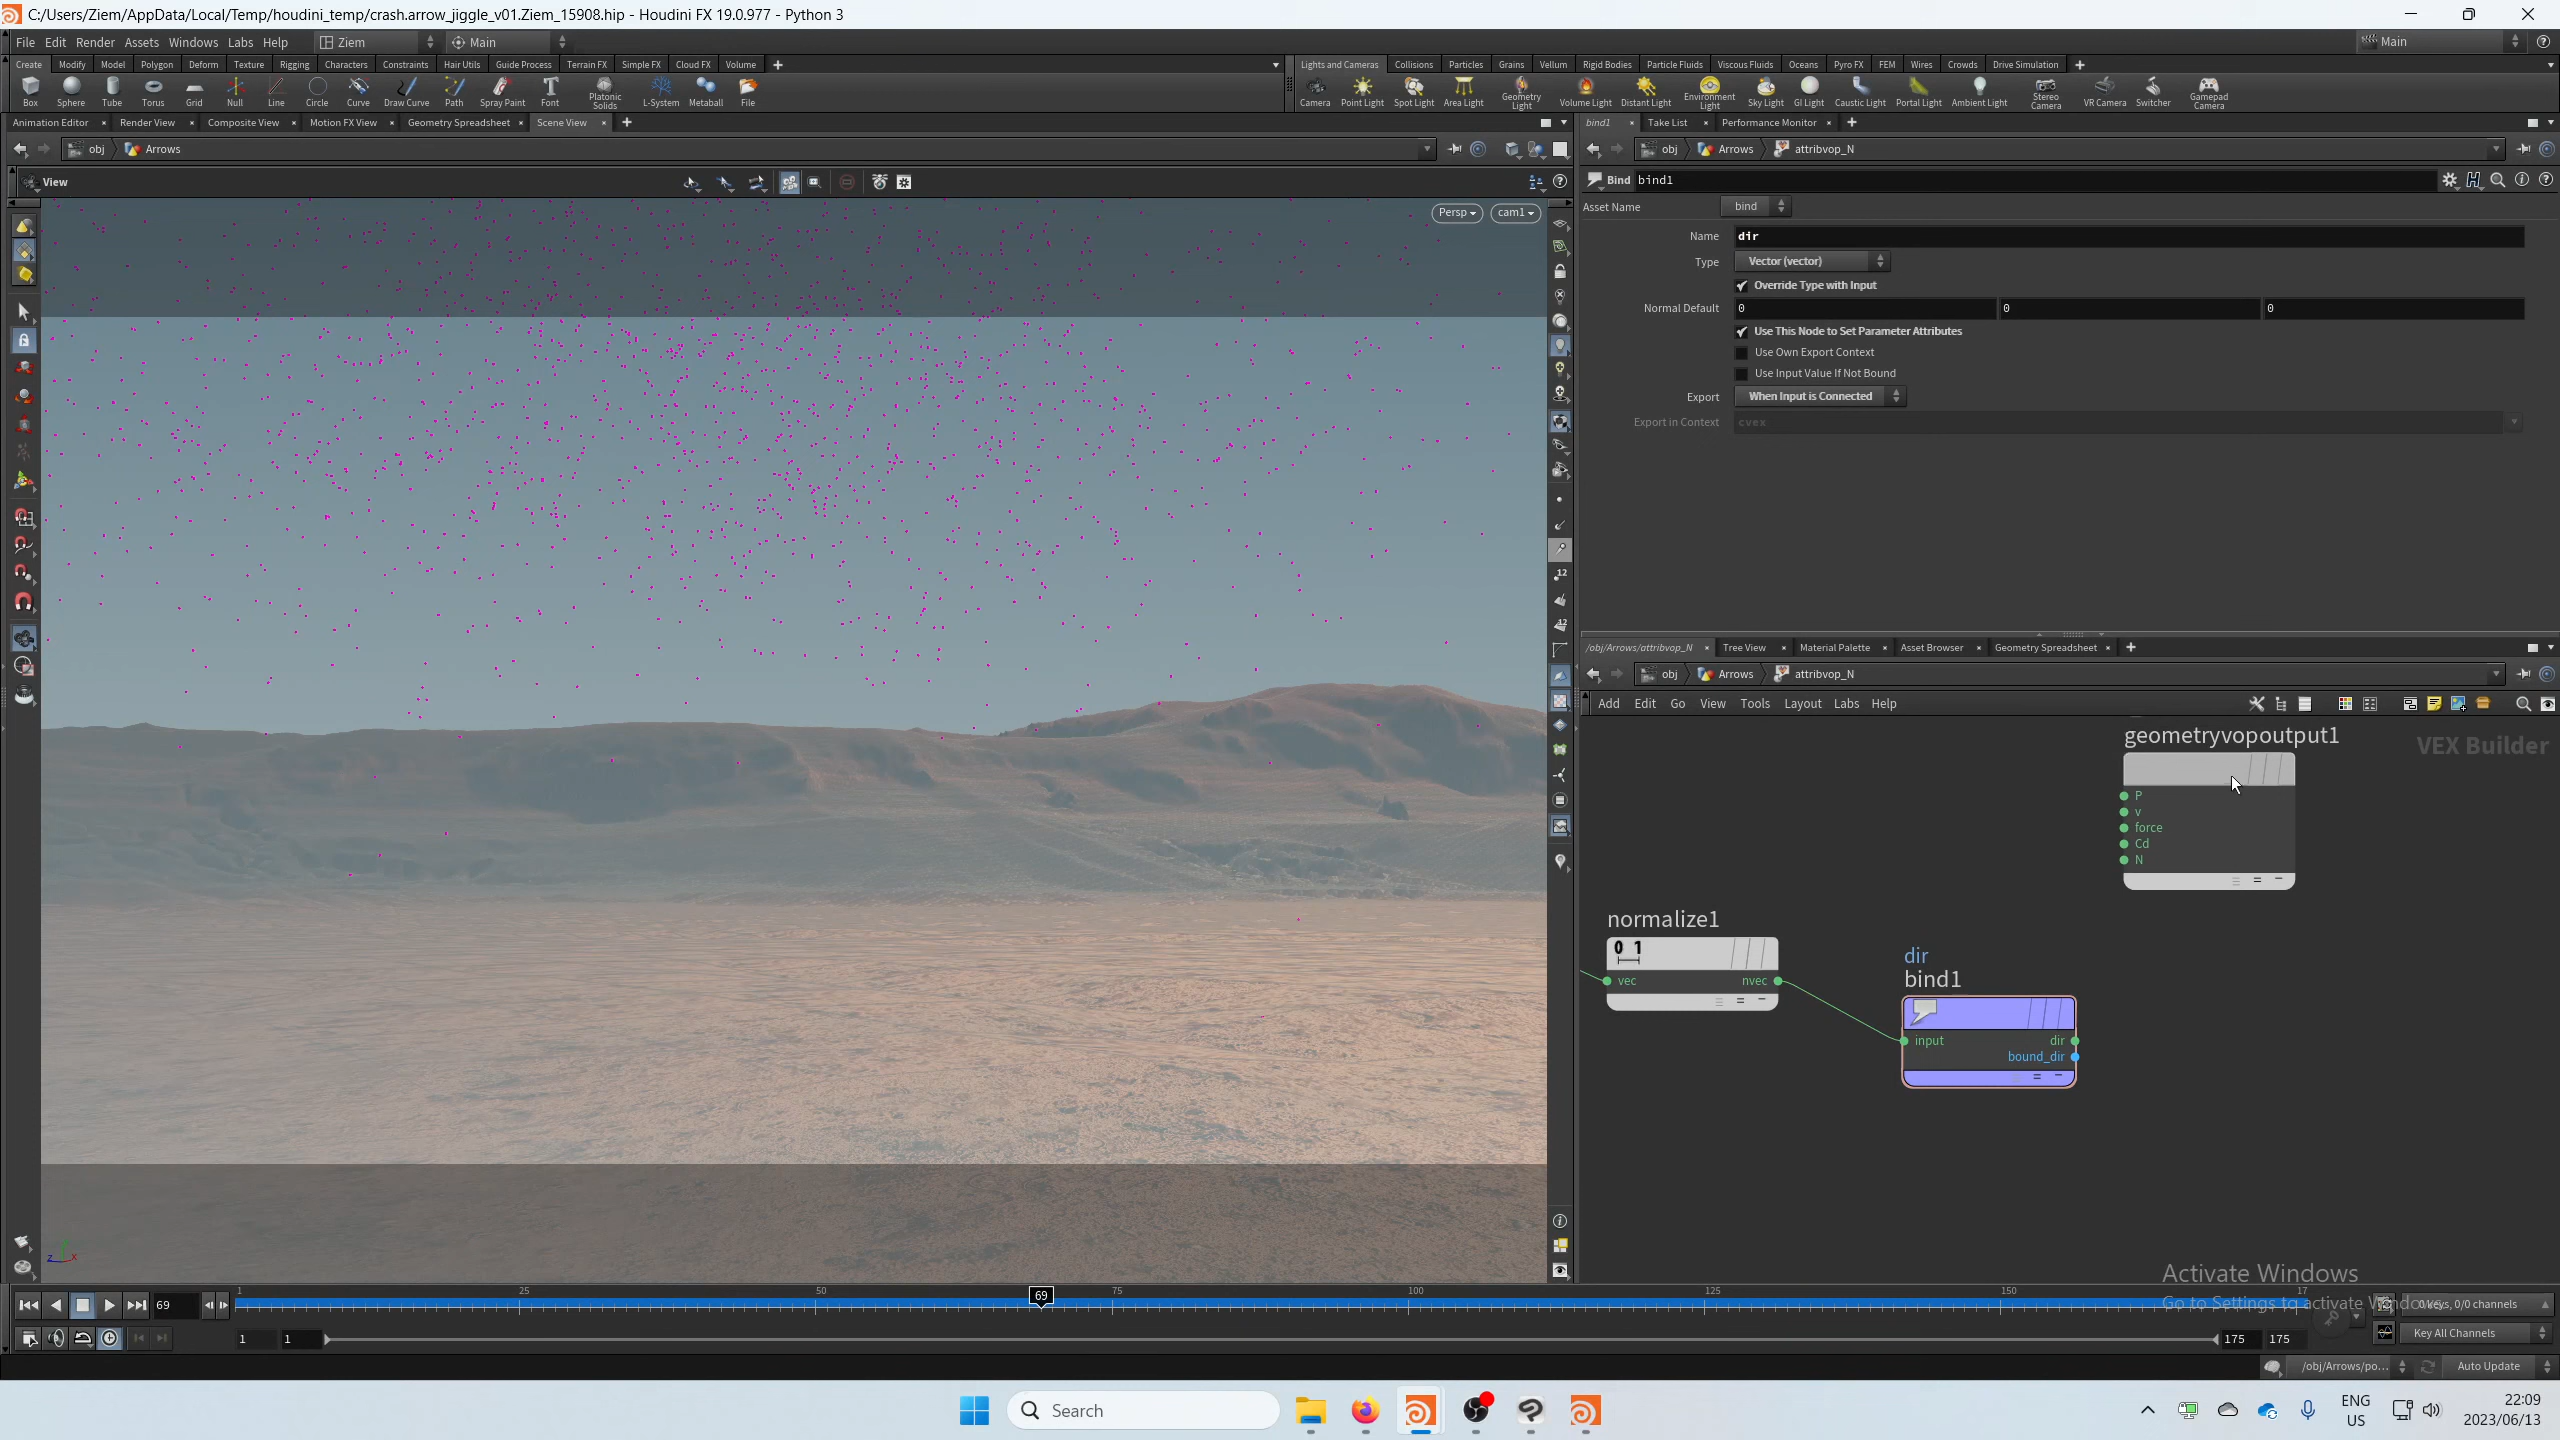 C:/Users/Ziem/AppData/Local/Temp/houdini_temp/crash.arrow_jiggle_v01.Ziem_15908.hip - Houdini FX 19.0.977 - Python 3
File Edit Render Assets Windows Labs Help Ziem Main Main
Create Modify Model Polygon Deform Texture Rigging Characters Constraints Hair Utils Guide Process Terrain FX Simple FX Cloud FX Volume
Lights and Cameras Collisions Particles Grains Vellum Rigid Bodies Particle Fluids Viscous Fluids Oceans Pyro FX FEM Wires Crowds Drive Simulation
Box Sphere Tube Torus Grid Null Line Circle Curve Draw Curve Path Spray Paint Font Platonic Solids L-System Metaball File
Camera Point Light Spot Light Area Light Geometry Light Volume Light Distant Light Environment Light Sky Light GI Light Caustic Light Portal Light Ambient Light Stereo Camera VR Camera Switcher Gamepad Camera
Animation Editor Render View Composite View Motion FX View Geometry Spreadsheet Scene View
bind1 Take List Performance Monitor
obj Arrows
obj Arrows attribvop_N
View
Persp cam1
Bind bind1
Asset Name bind
Name dir
Type Vector (vector)
Override Type with Input
Normal Default 0 0 0
Use This Node to Set Parameter Attributes
Use Own Export Context
Use Input Value If Not Bound
Export When Input is Connected
Export in Context cvex
/obj/Arrows/attribvop_N Tree View Material Palette Asset Browser Geometry Spreadsheet
obj Arrows attribvop_N
Add Edit Go View Tools Layout Labs Help
geometryvopoutput1
VEX Builder
P
v
force
Cd
N
normalize1
0 1
vec nvec
dir
bind1
input dir
bound_dir
12
12
z x
Activate Windows
Go to Settings to activate Windows.
1 25 50 69 75 100 125 150 17
69
0 keys, 0/0 channels
1 1 175 175
Key All Channels
/obj/Arrows/po... Auto Update
Search
ENG
US
22:09
2023/06/13